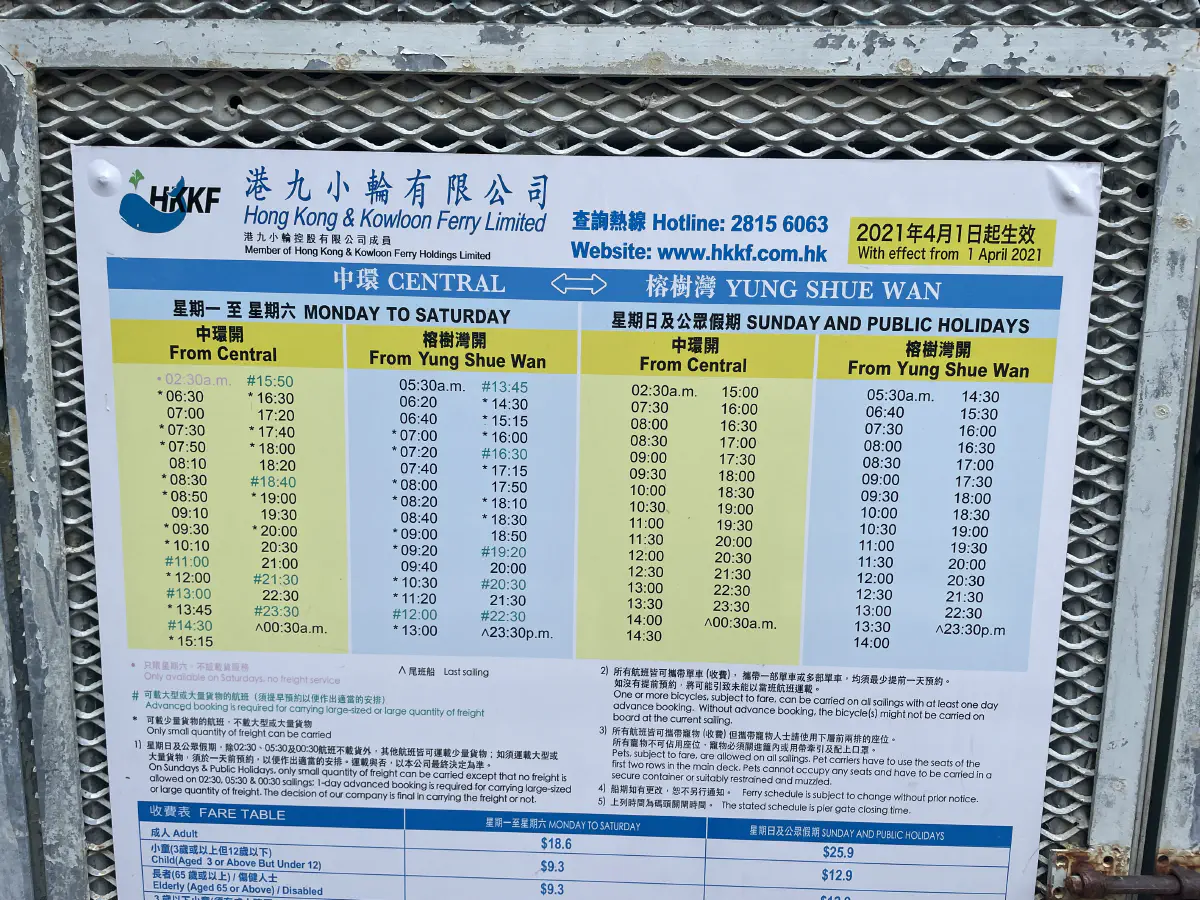 HKKF
港九小輪有限公司
Hong Kong & Kowloon Ferry Limited
港九小輪控股有限公司成員
Member of Hong Kong & Kowloon Ferry Holdings Limited
查詢熱線 Hotline: 2815 6063
Website: www.hkkf.com.hk
2021年4月1日起生效
With effect from 1 April 2021
中環 CENTRAL 榕樹灣 YUNG SHUE WAN
星期一 至 星期六 MONDAY TO SATURDAY
中環開
From Central
* 02:30a.m. #15:50
* 06:30 * 16:30
07:00 17:20
* 07:30 * 17:40
* 07:50 * 18:00
08:10 18:20
* 08:30 #18:40
* 08:50 * 19:00
09:10 19:30
* 09:30 * 20:00
* 10:10 20:30
#11:00 21:00
* 12:00 #21:30
#13:00 22:30
* 13:45 #23:30
#14:30 ^00:30a.m.
* 15:15
榕樹灣開
From Yung Shue Wan
05:30a.m. #13:45
06:20 * 14:30
06:40 * 15:15
* 07:00 * 16:00
* 07:20 #16:30
07:40 * 17:15
* 08:00 17:50
* 08:20 * 18:10
08:40 * 18:30
* 09:00 18:50
* 09:20 #19:20
09:40 20:00
* 10:30 #20:30
* 11:20 21:30
#12:00 #22:30
* 13:00 ^23:30p.m.
星期日及公眾假期 SUNDAY AND PUBLIC HOLIDAYS
中環開
From Central
02:30a.m. 15:00
07:30 16:00
08:00 16:30
08:30 17:00
09:00 17:30
09:30 18:00
10:00 18:30
10:30 19:00
11:00 19:30
11:30 20:00
12:00 20:30
12:30 21:30
13:00 22:30
13:30 23:30
14:00 ^00:30a.m.
14:30
榕樹灣開
From Yung Shue Wan
05:30a.m. 14:30
06:40 15:30
07:30 16:00
08:00 16:30
08:30 17:00
09:00 17:30
09:30 18:00
10:00 18:30
10:30 19:00
11:00 19:30
11:30 20:00
12:00 20:30
12:30 21:30
13:00 22:30
13:30 ^23:30p.m
14:00
* 只限星期六，不設載貨服務
Only available on Saturdays, no freight service
^ 尾班船 Last sailing
# 可載大型或大量貨物的航班（須提早預約以便作出適當的安排）
Advanced booking is required for carrying large-sized or large quantity of freight
* 可載少量貨物的航班，不載大型或大量貨物
Only small quantity of freight can be carried
1) 星期日及公眾假期，除02:30、05:30及00:30航班不載貨外，其他航班皆可運載少量貨物；如須運載大型或
大量貨物，須於一天前預約，以便作出適當的安排。運載與否，以本公司最終決定為準。
On Sundays & Public Holidays, only small quantity of freight can be carried except that no freight is
allowed on 02:30, 05:30 & 00:30 sailings; 1-day advanced booking is required for carrying large-sized
or large quantity of freight. The decision of our company is final in carrying the freight or not.
2) 所有航班皆可攜帶單車 (收費)， 攜帶一部單車或多部單車，均須最少提前一天預約。
如沒有提前預約，將可能引致未能以當班航班運載。
One or more bicycles, subject to fare, can be carried on all sailings with at least one day
advance booking. Without advance booking, the bicycle(s) might not be carried on
board at the current sailing.
3) 所有航班皆可攜帶寵物 (收費) 但攜帶寵物人士請使用下層前兩排的座位。
所有寵物不可佔用座位，寵物必須關進籠內或用帶牽引及配上口罩。
Pets, subject to fare, are allowed on all sailings. Pet carriers have to use the seats of the
first two rows in the main deck. Pets cannot occupy any seats and have to be carried in a
secure container or suitably restrained and muzzled.
4) 船期如有更改，恕不另行通知。 Ferry schedule is subject to change without prior notice.
5) 上列時間為碼頭關閘時間。 The stated schedule is pier gate closing time.
收費表 FARE TABLE 星期一至星期六 MONDAY TO SATURDAY 星期日及公眾假期 SUNDAY AND PUBLIC HOLIDAYS
成人 Adult $18.6 $25.9
小童(3歲或以上但12歲以下)
Child(Aged 3 or Above But Under 12) $9.3 $12.9
長者(65 歲或以上) / 傷健人士
Elderly (Aged 65 or Above) / Disabled $9.3